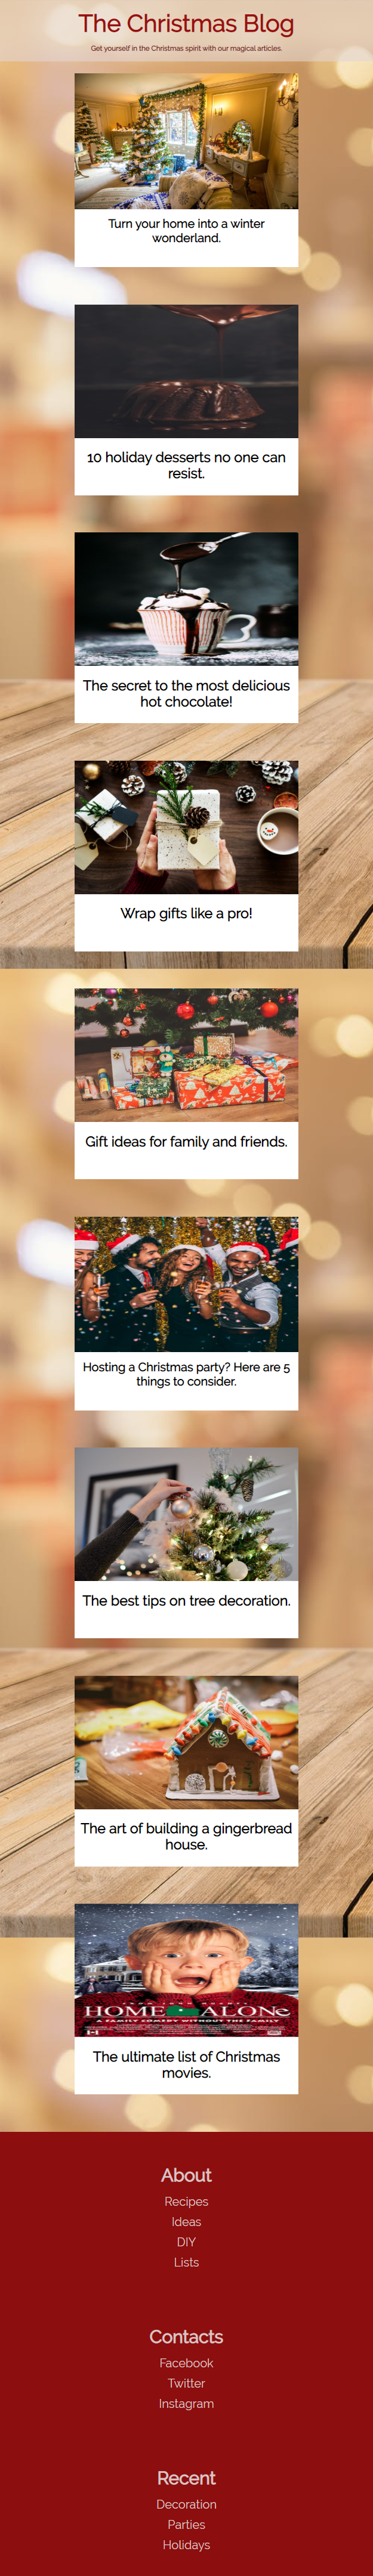 The Christmas Blog
Get yourself in the Christmas spirit with our magical articles.
Turn your home into a winter
wonderland.
10 holiday desserts no one can
resist.
The secret to the most delicious
hot chocolate!
Wrap gifts like a pro!
Gift ideas for family and friends.
Hosting a Christmas party? Here are 5
things to consider.
The best tips on tree decoration.
The art of building a gingerbread
house.
HOME ALONE
A FAMILY COMEDY WITHOUT THE FAMILY
The ultimate list of Christmas
movies.
About
Recipes
Ideas
DIY
Lists
Contacts
Facebook
Twitter
Instagram
Recent
Decoration
Parties
Holidays